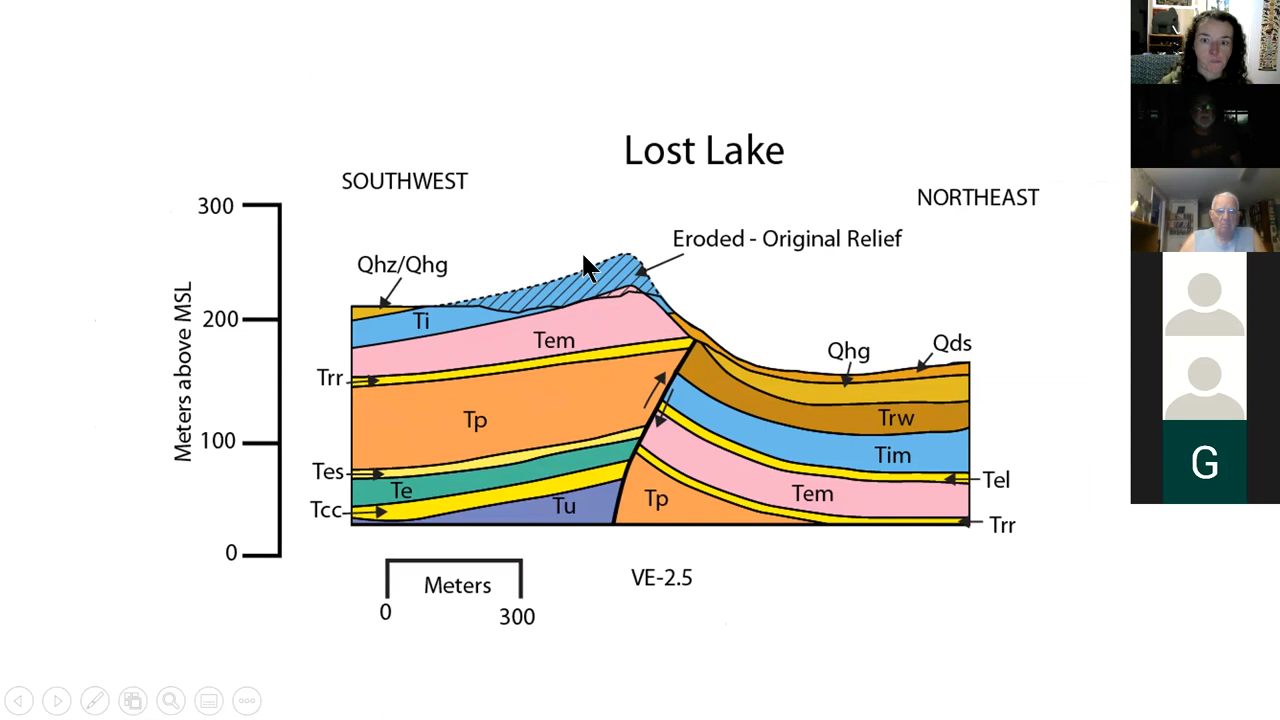 Lost Lake
SOUTHWEST
NORTHEAST
300
200
100
0
Meters above MSL
Eroded - Original Relief
Qhz/Qhg
Ti
Tem
Trr
Tp
Tes
Te
Tcc
Tu
Qhg
Qds
Trw
Tim
Tel
Tem
Tp
Trr
Meters
0
300
VE-2.5
G